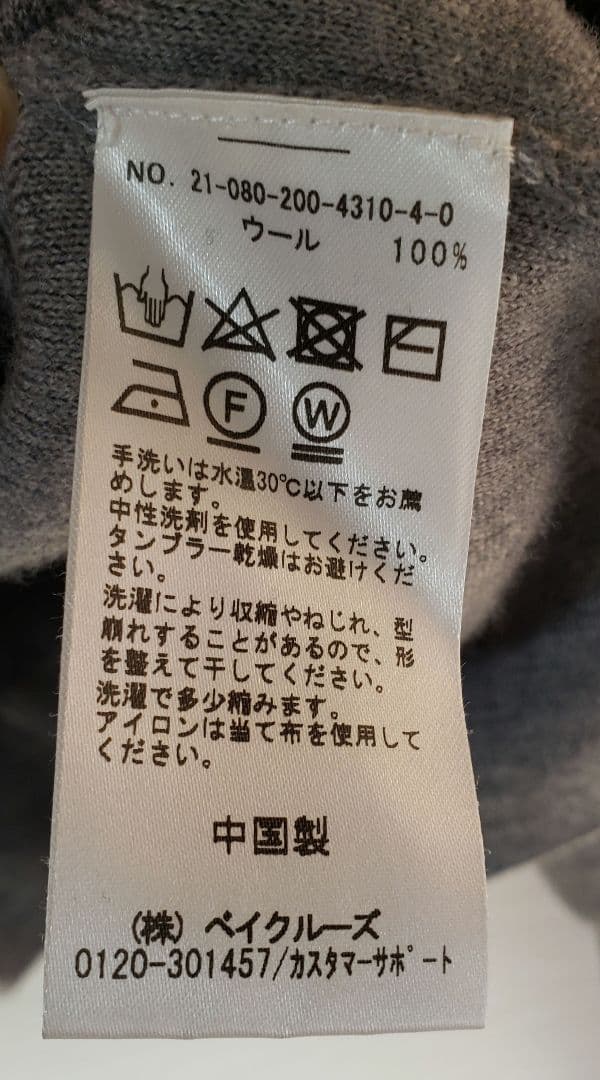 NO. 21-080-200-4310-4-0
ウール 100%
F W
手洗いは水温30℃以下をお薦
めします。
中性洗剤を使用してください。
タンブラー乾燥はお避けくだ
さい。
洗濯により収縮やねじれ、型
崩れすることがあるので、形
を整えて干してください。
洗濯で多少縮みます。
アイロンは当て布を使用して
ください。
中国製
(株) ベイクルーズ
0120-301457/カスタマーサポート